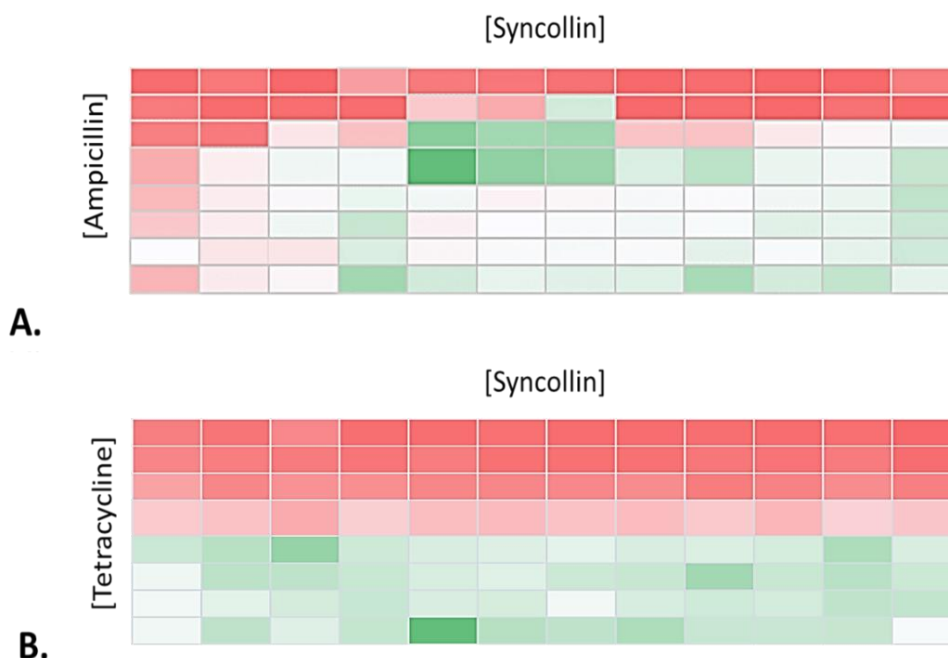 [Syncollin]
[Ampicillin]
A.
[Syncollin]
[Tetracycline]
B.